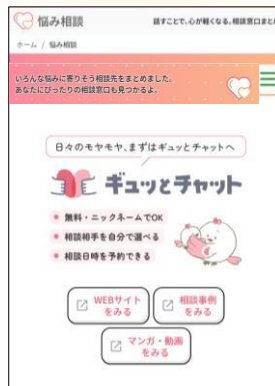 悩み相談
話すことで、心が軽くなる。相談窓口まとめ
ホーム / 悩み相談
いろんな悩みに寄りそう相談先をまとめました。
あなたにぴったりの相談窓口も見つかるよ。
日々のモヤモヤ、まずはギュッとチャットへ
ギュッとチャット
無料・ニックネームでOK
相談相手を自分で選べる
相談日時を予約できる
WEBサイトをみる
相談事例をみる
マンガ・動画をみる